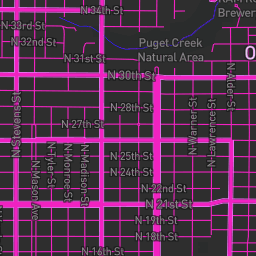 N 34th St
N 33rd St
Brewer
N 32nd St
Puget Creek
Natural Area
N 31st St
N 30th St
N Alder St
N 28th St
N Stevens St
N 27th St
N Warner St
N Lawrence St
N Tyler St
N Monroe St
N Madison St
N 25th St
N 24th St
N Mason Ave
N 22nd St
N 21st St
N 19th St
N 18th St
N 16th St